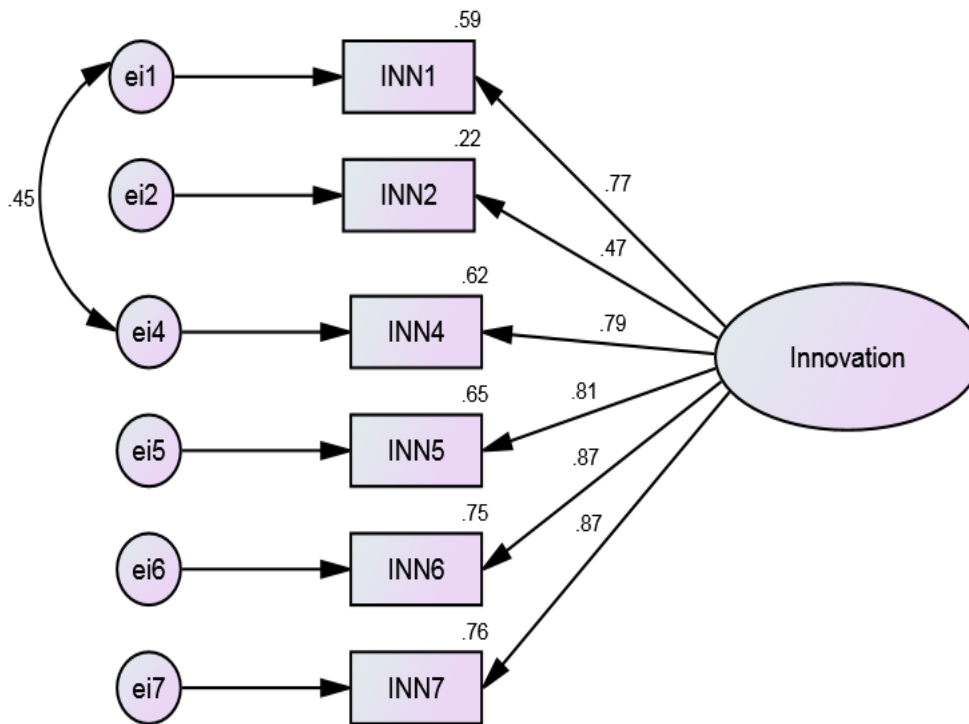 .59
ei1
INN1
.22
.77
ei2
INN2
.45
.47
.62
ei4
INN4
.79
Innovation
.65
.81
ei5
INN5
.87
.75
ei6
INN6
.87
.76
ei7
INN7